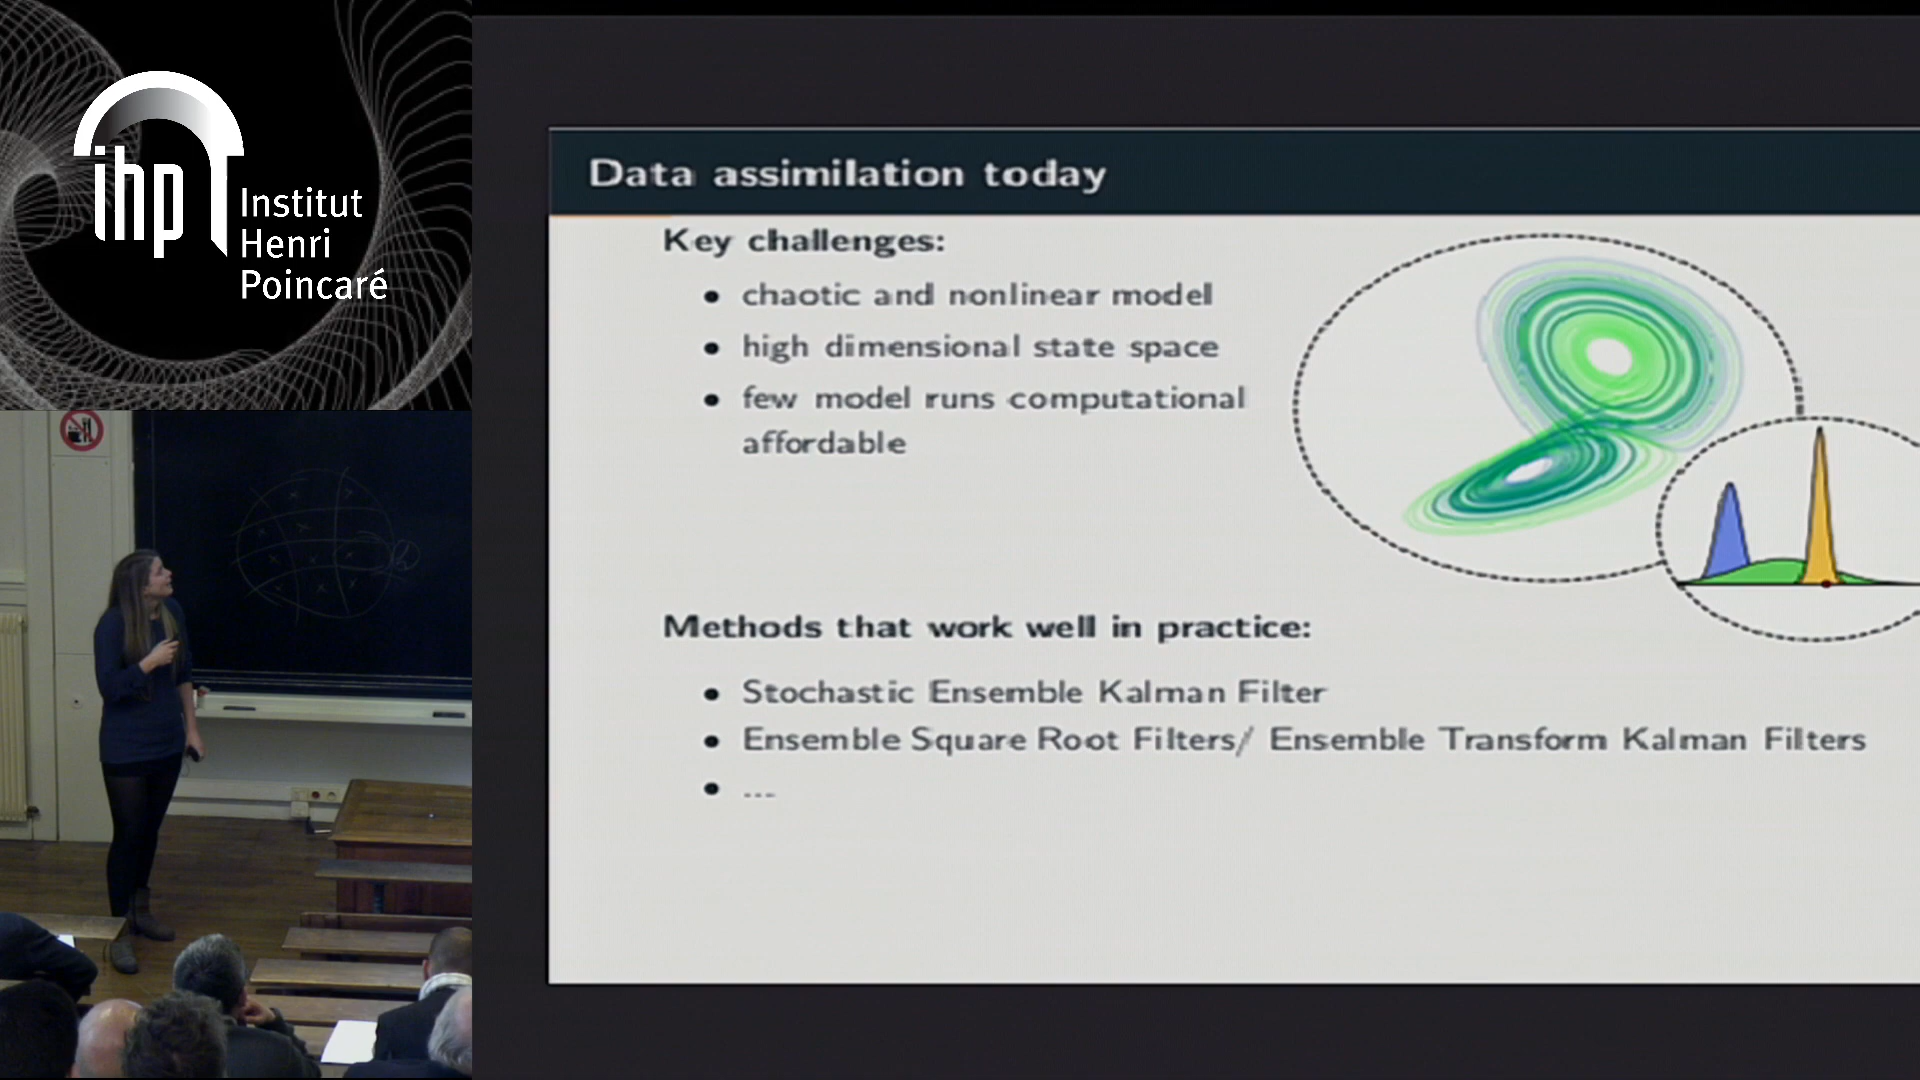 ihp
Institut
Henri
Poincaré
Data assimilation today
Key challenges:
• chaotic and nonlinear model
• high dimensional state space
• few model runs computational
affordable
Methods that work well in practice:
• Stochastic Ensemble Kalman Filter
• Ensemble Square Root Filters/ Ensemble Transform Kalman Filters
• ...